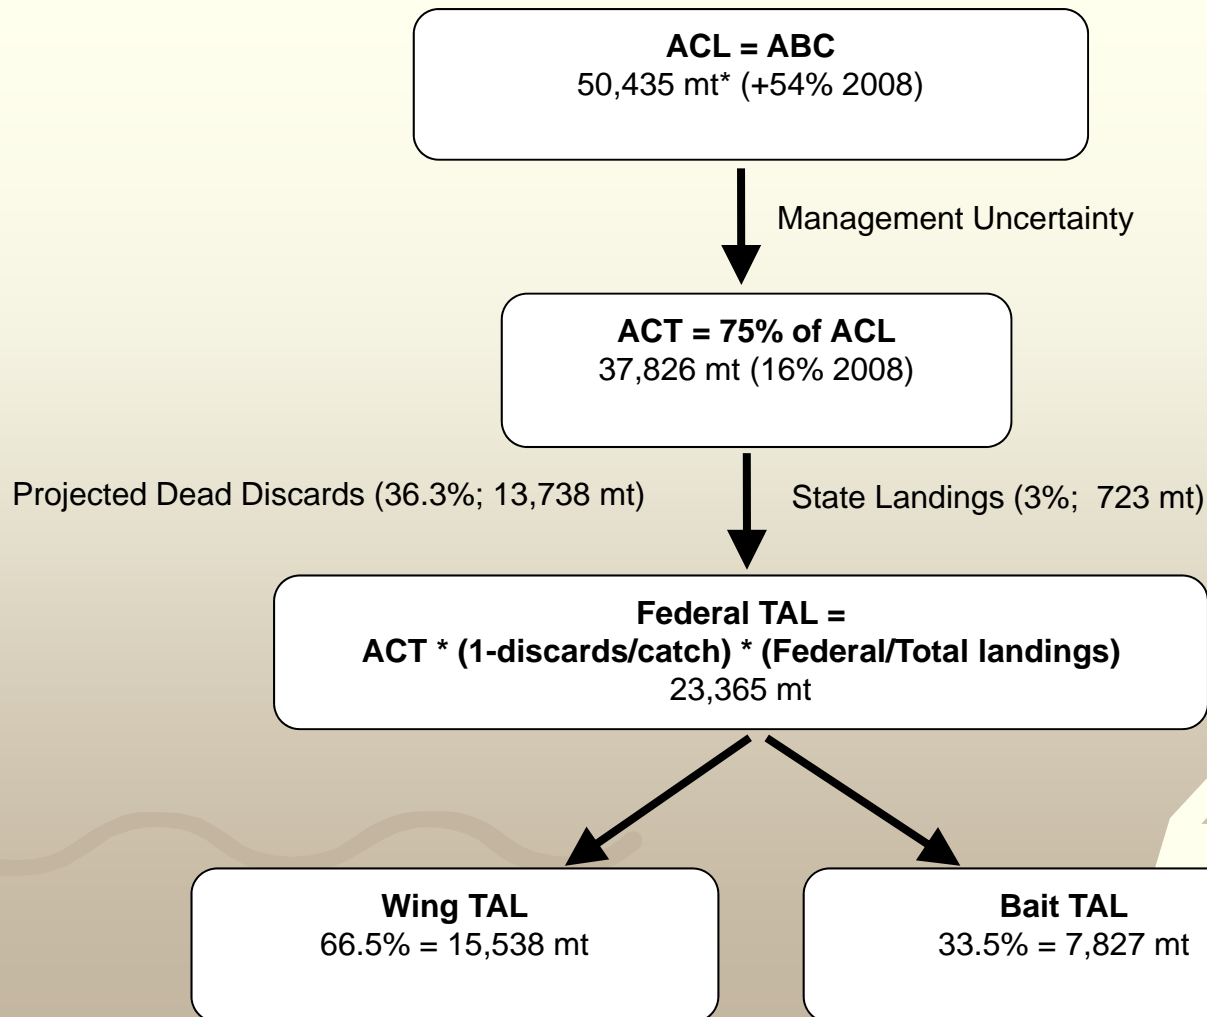 ACL = ABC
50,435 mt* (+54% 2008)
Management Uncertainty
ACT = 75% of ACL
37,826 mt (16% 2008)
Projected Dead Discards (36.3%; 13,738 mt)
State Landings (3%;  723 mt)
Federal TAL =
ACT * (1-discards/catch) * (Federal/Total landings)
23,365 mt
Wing TAL
66.5% = 15,538 mt
Bait TAL
33.5% = 7,827 mt